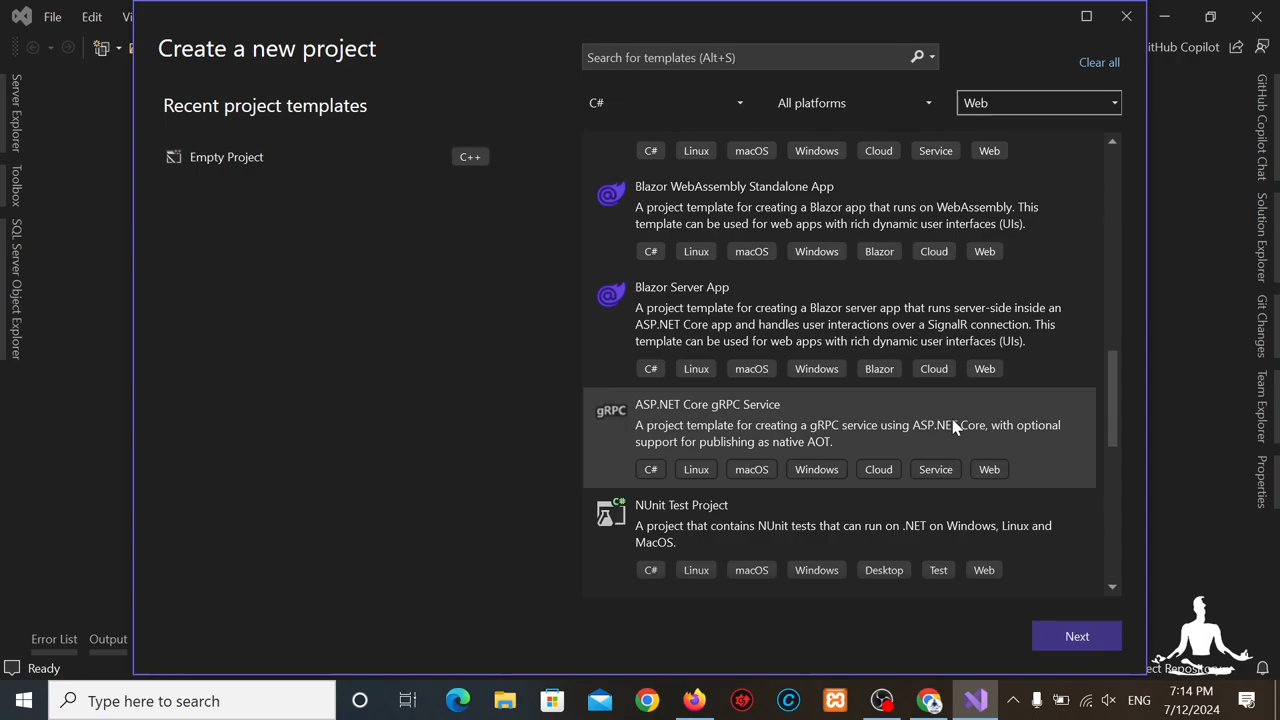 File Edit Vi
Create a new project
Search for templates (Alt+S)
itHub Copilot
Clear all
Recent project templates
C# All platforms Web
Empty Project C++
C# Linux macOS Windows Cloud Service Web
Blazor WebAssembly Standalone App
A project template for creating a Blazor app that runs on WebAssembly. This
template can be used for web apps with rich dynamic user interfaces (UIs).
C# Linux macOS Windows Blazor Cloud Web
Blazor Server App
A project template for creating a Blazor server app that runs server-side inside an
ASP.NET Core app and handles user interactions over a SignalR connection. This
template can be used for web apps with rich dynamic user interfaces (UIs).
C# Linux macOS Windows Blazor Cloud Web
gRPC
ASP.NET Core gRPC Service
A project template for creating a gRPC service using ASP.NET Core, with optional
support for publishing as native AOT.
C# Linux macOS Windows Cloud Service Web
C#
NUnit Test Project
A project that contains NUnit tests that can run on .NET on Windows, Linux and
MacOS.
C# Linux macOS Windows Desktop Test Web
Next
Server Explorer
Toolbox
SQL Server Object Explorer
GitHub Copilot Chat
Solution Explorer
Git Changes
Team Explorer
Properties
Error List Output
Ready
ect Repository
Type here to search
ENG
7:14 PM
7/12/2024